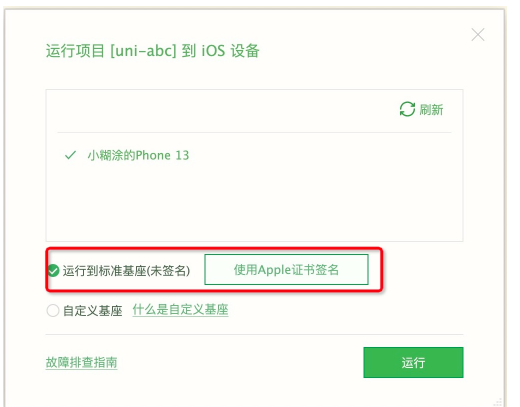 运行项目 [uni-abc] 到 iOS 设备
刷新
小糊涂的Phone 13
运行到标准基座(未签名) 使用Apple证书签名
自定义基座 什么是自定义基座
故障排查指南 运行